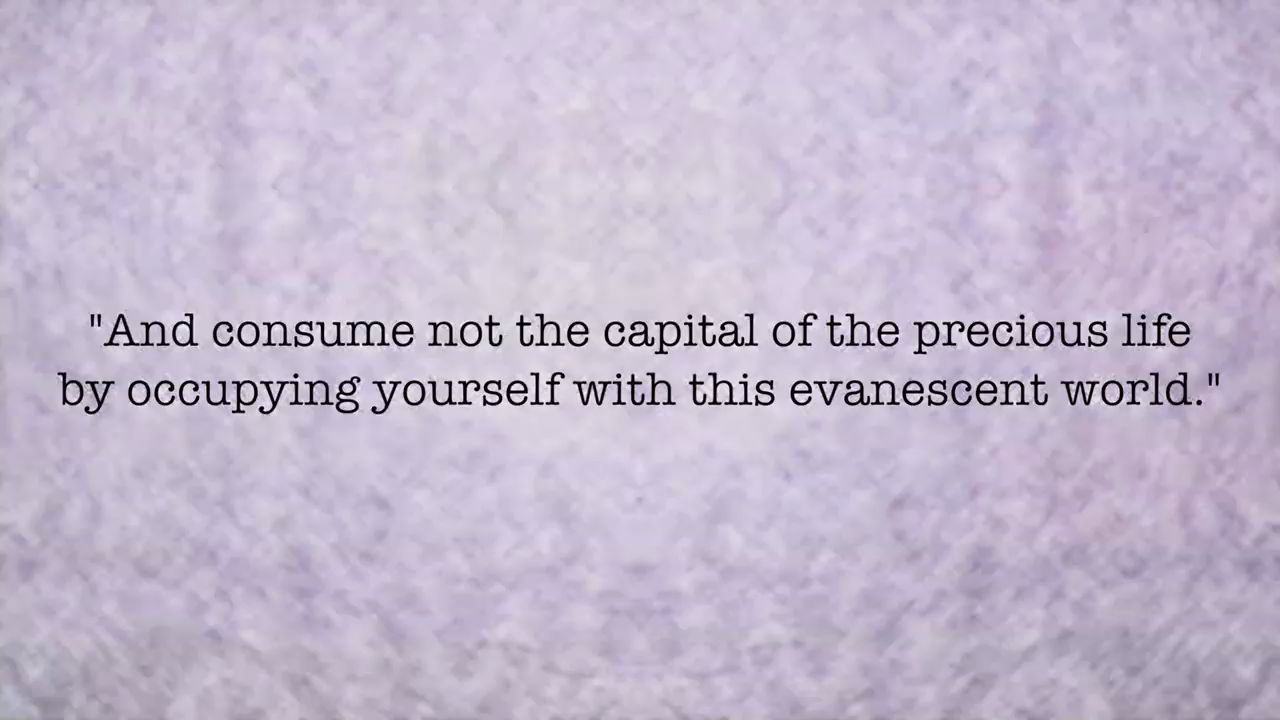 "And consume not the capital of the precious life
by occupying yourself with this evanescent world."